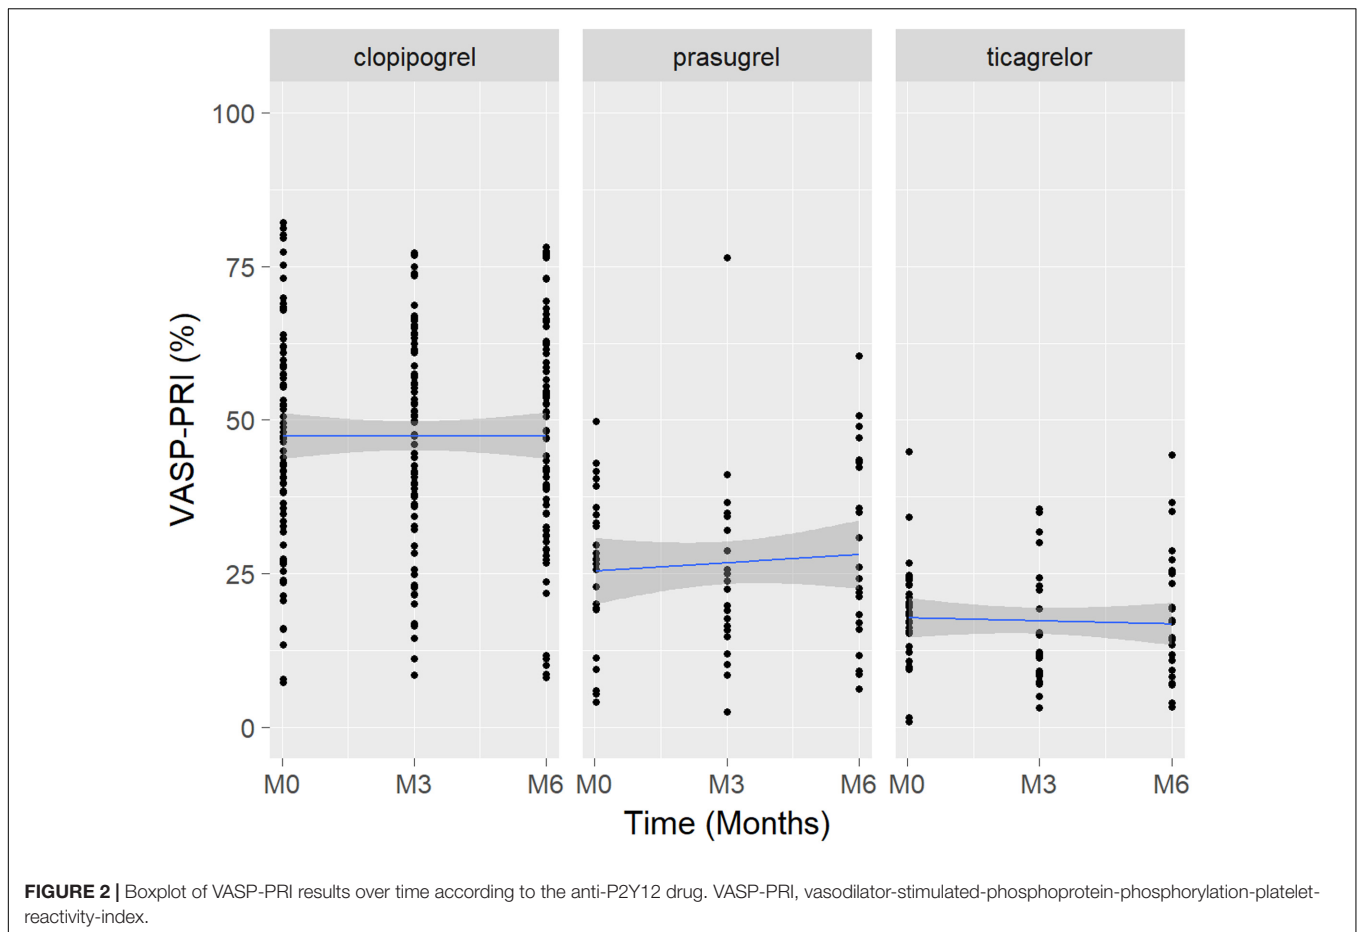 clopipogrel
prasugrel
ticagrelor
100
75
50
25
0
VASP-PRI (%)
M0 M3 M6
M0 M3 M6
M0 M3 M6
Time (Months)
FIGURE 2 | Boxplot of VASP-PRI results over time according to the anti-P2Y12 drug. VASP-PRI, vasodilator-stimulated-phosphoprotein-phosphorylation-platelet-
reactivity-index.